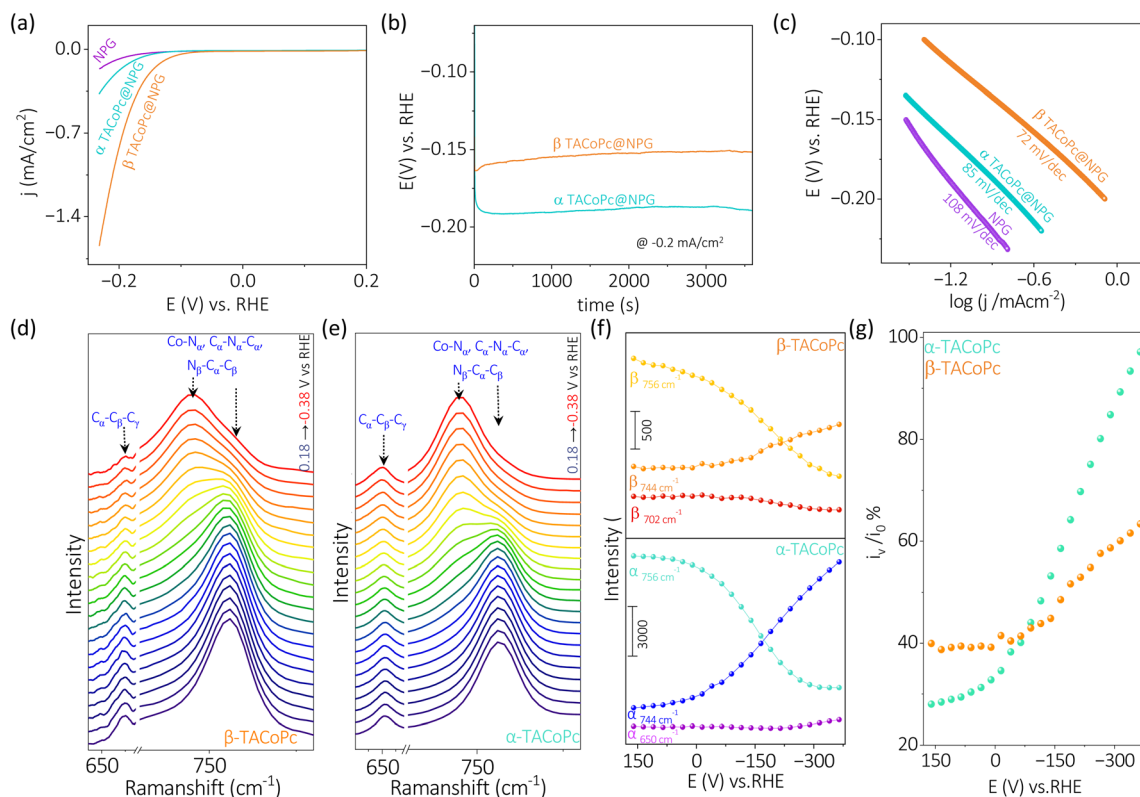 (a)
0.0
−0.7
−1.4
j (mA/cm²)
NPG
α TACoPc@NPG
β TACoPc@NPG
−0.2
0.0
0.2
E (V) vs. RHE
(b)
−0.10
−0.15
−0.20
E(V) vs. RHE
β TACoPc@NPG
α TACoPc@NPG
@ -0.2 mA/cm²
0
1000
2000
3000
time (s)
(c)
−0.10
−0.15
−0.20
E (V) vs. RHE)
β TACoPc@NPG
72 mV/dec
α TACoPc@NPG
85 mV/dec
NPG
108 mV/dec
−1.2
−0.6
0.0
log (j /mAcm⁻²)
(d)
Co-Nα, Cα-Nα-Cα,
Nβ-Cα-Cβ
Cα-Cβ-Cγ
0.18 → -0.38 V vs RHE
Intensity
β-TACoPc
650
750
Ramanshift (cm⁻¹)
(e)
Co-Nα, Cα-Nα-Cα,
Nβ-Cα-Cβ
Cα-Cβ-Cγ
0.18 → -0.38 V vs RHE
Intensity
α-TACoPc
650
750
Ramanshift (cm⁻¹)
(f)
β-TACoPc
β 756 cm⁻¹
500
β 744 cm⁻¹
β 702 cm⁻¹
Intensity (
α-TACoPc
α 756 cm⁻¹
3000
α 744 cm⁻¹
α 650 cm⁻¹
150
0
−150
−300
E (V) vs.RHE
(g)
100
80
60
40
20
iv /i0 %
α-TACoPc
β-TACoPc
150
0
−150
−300
E (V) vs.RHE